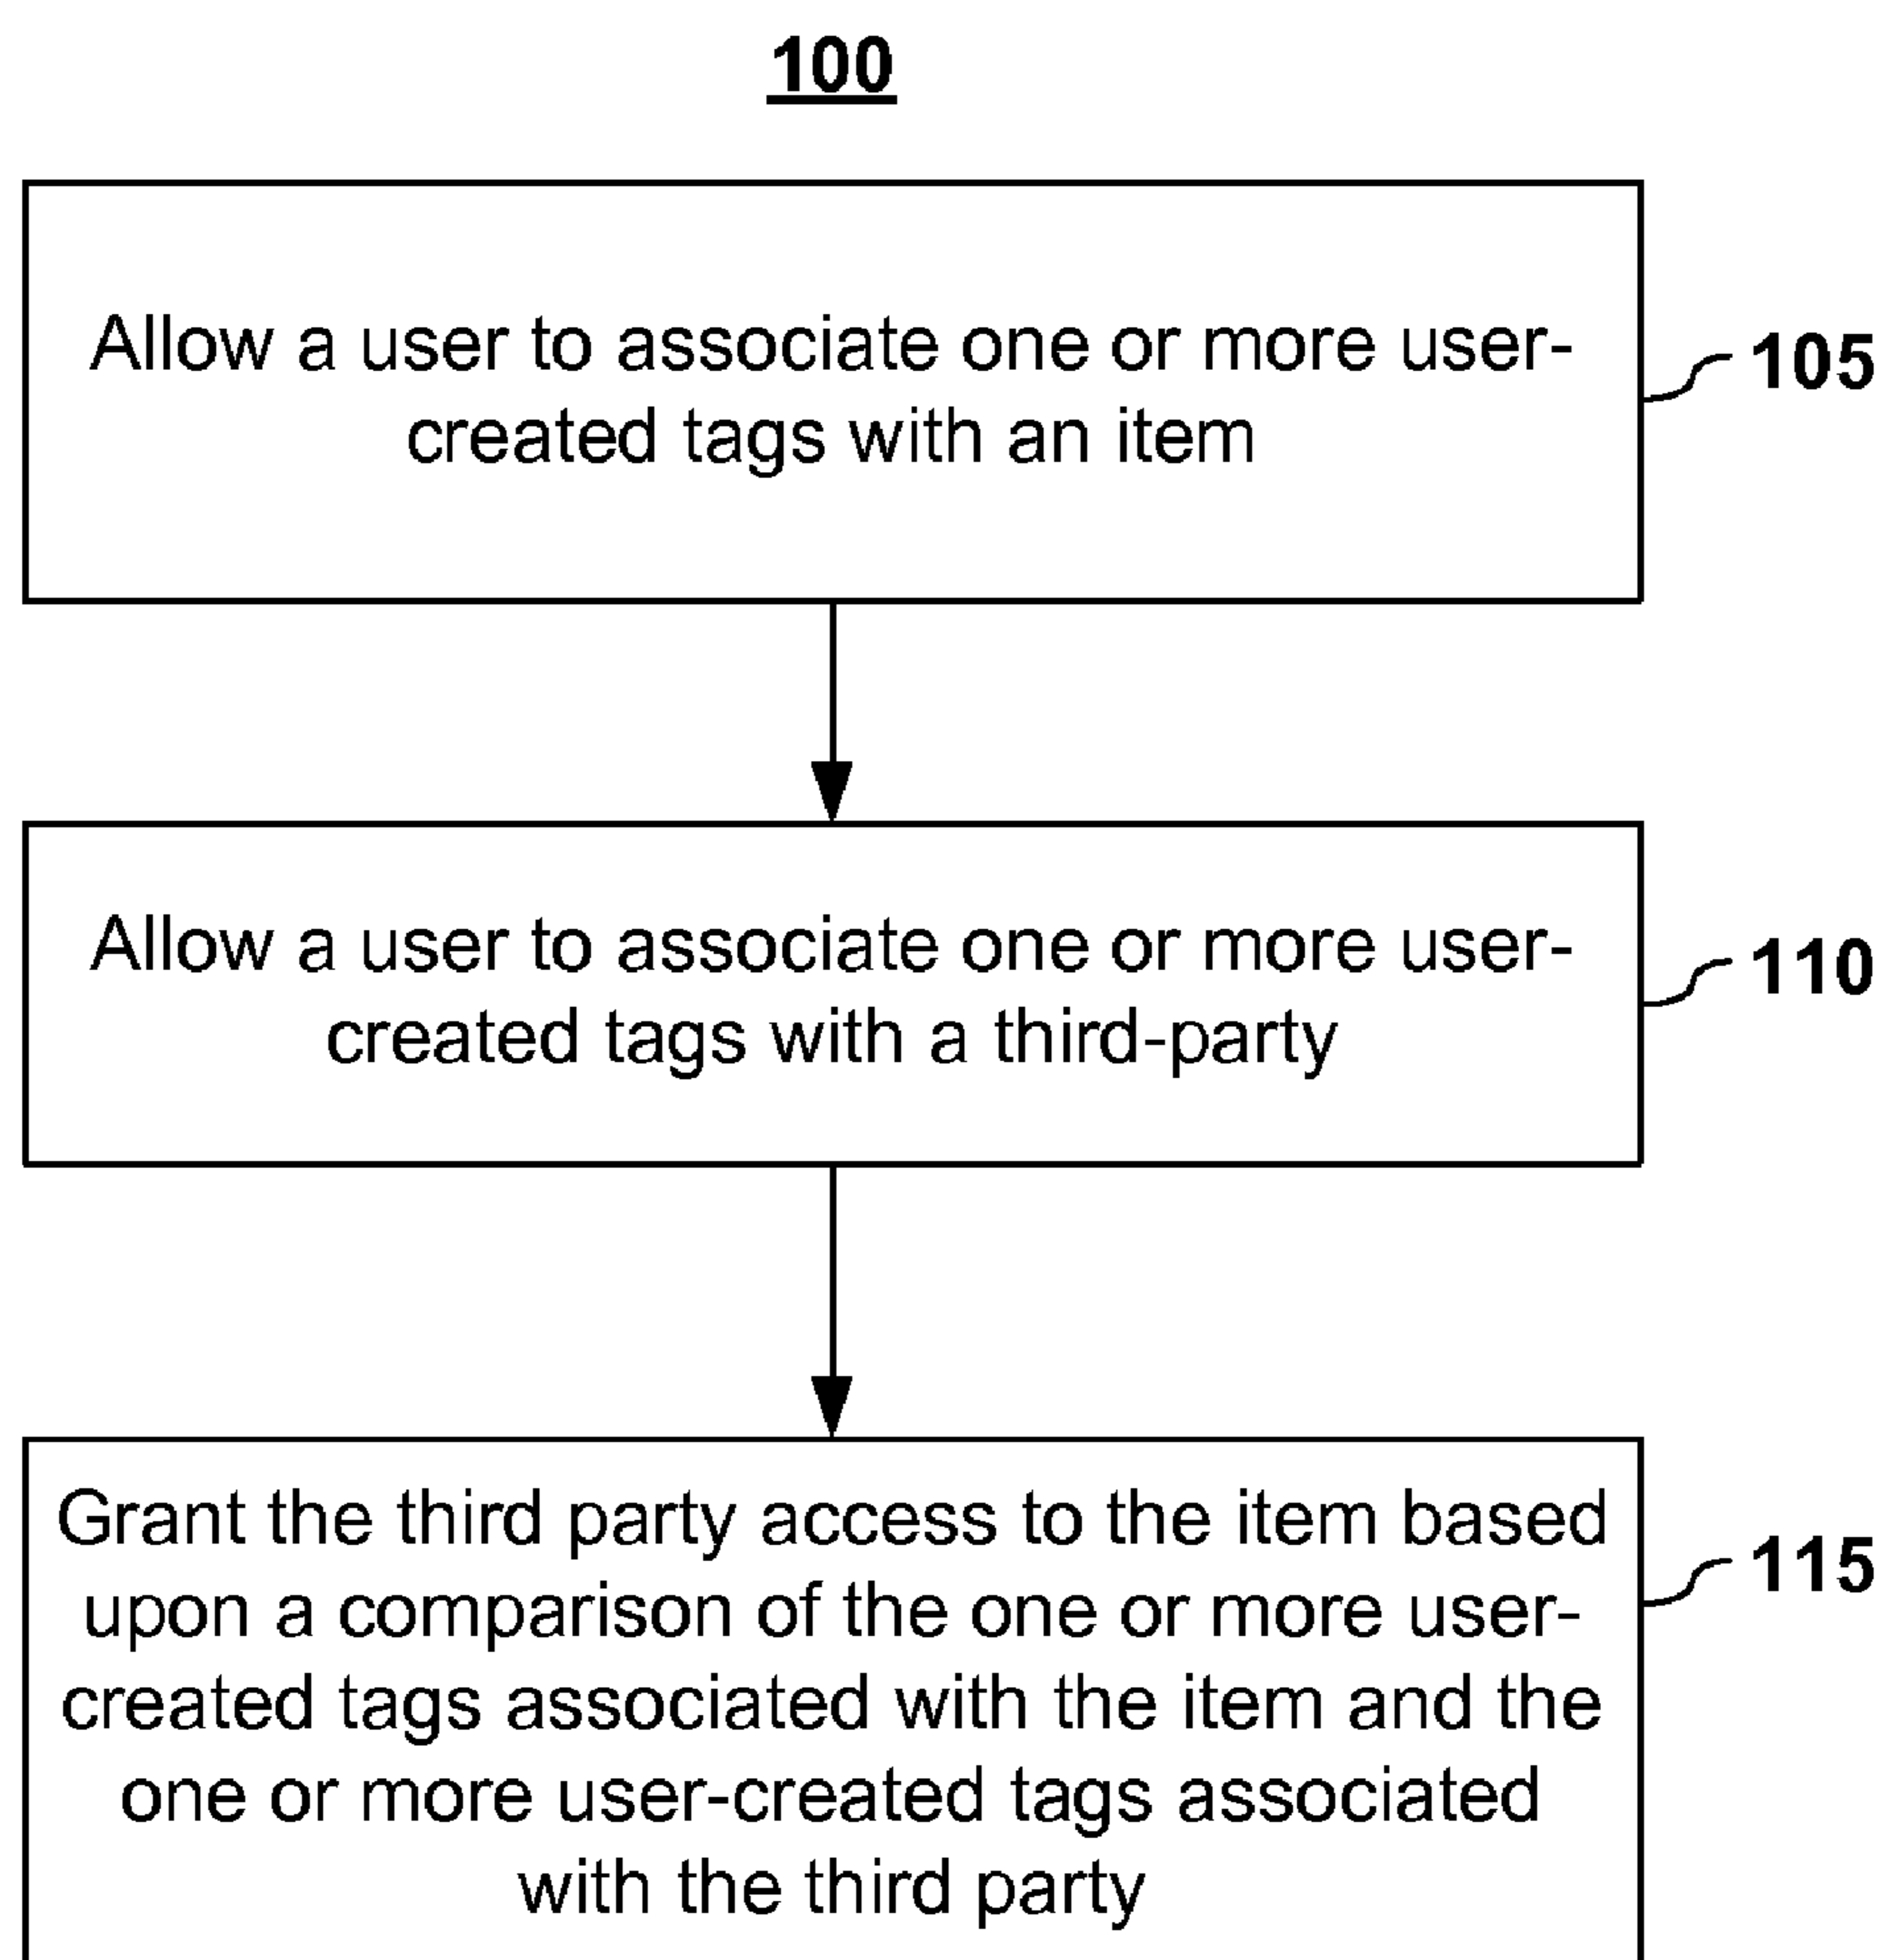 100
Allow a user to associate one or more user-
created tags with an item
105
Allow a user to associate one or more user-
created tags with a third-party
110
Grant the third party access to the item based
upon a comparison of the one or more user-
created tags associated with the item and the
one or more user-created tags associated
with the third party
115